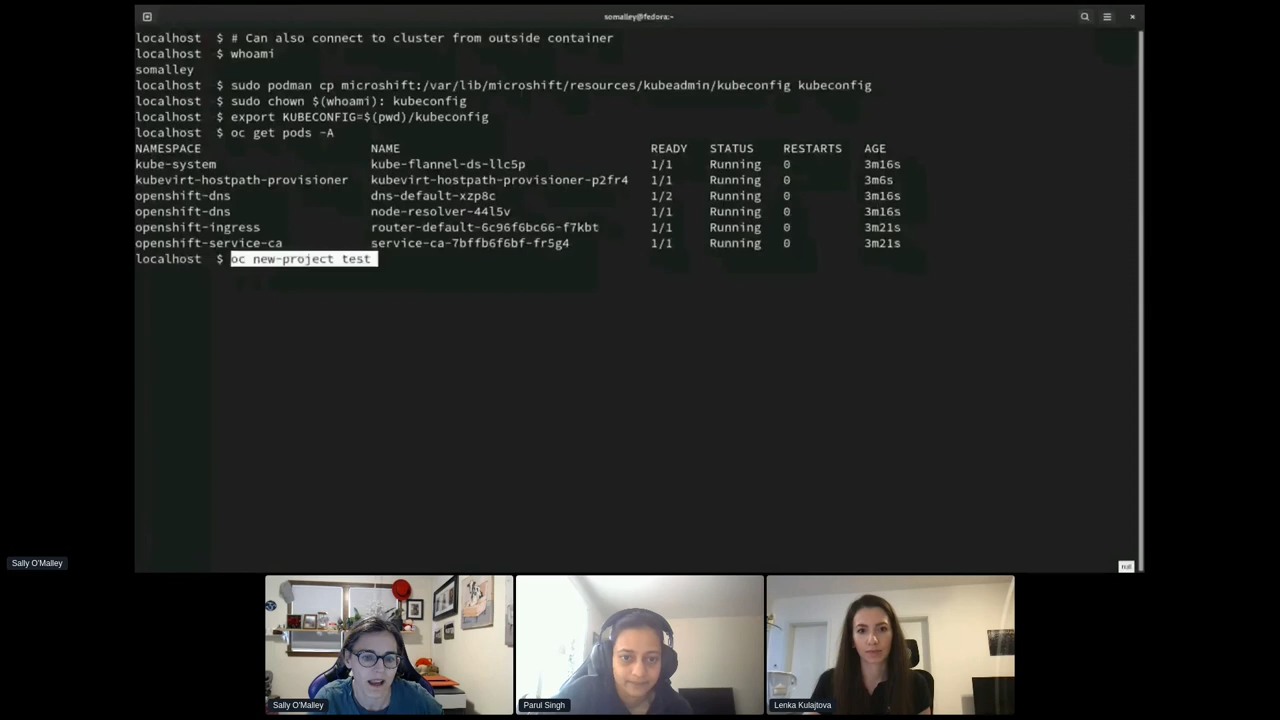 somalley@fedora:~
localhost $ # Can also connect to cluster from outside container
localhost $ whoami
somalley
localhost $ sudo podman cp microshift:/var/lib/microshift/resources/kubeadmin/kubeconfig kubeconfig
localhost $ sudo chown $(whoami): kubeconfig
localhost $ export KUBECONFIG=$(pwd)/kubeconfig
localhost $ oc get pods -A
NAMESPACE NAME READY STATUS RESTARTS AGE
kube-system kube-flannel-ds-llc5p 1/1 Running 0 3m16s
kubevirt-hostpath-provisioner kubevirt-hostpath-provisioner-p2fr4 1/1 Running 0 3m6s
openshift-dns dns-default-xzp8c 1/2 Running 0 3m16s
openshift-dns node-resolver-44l5v 1/1 Running 0 3m16s
openshift-ingress router-default-6c96f6bc66-f7kbt 1/1 Running 0 3m21s
openshift-service-ca service-ca-7bffb6f6bf-fr5g4 1/1 Running 0 3m21s
localhost $ oc new-project test
Sally O'Malley
null
Sally O'Malley
Parul Singh
Lenka Kulajtova